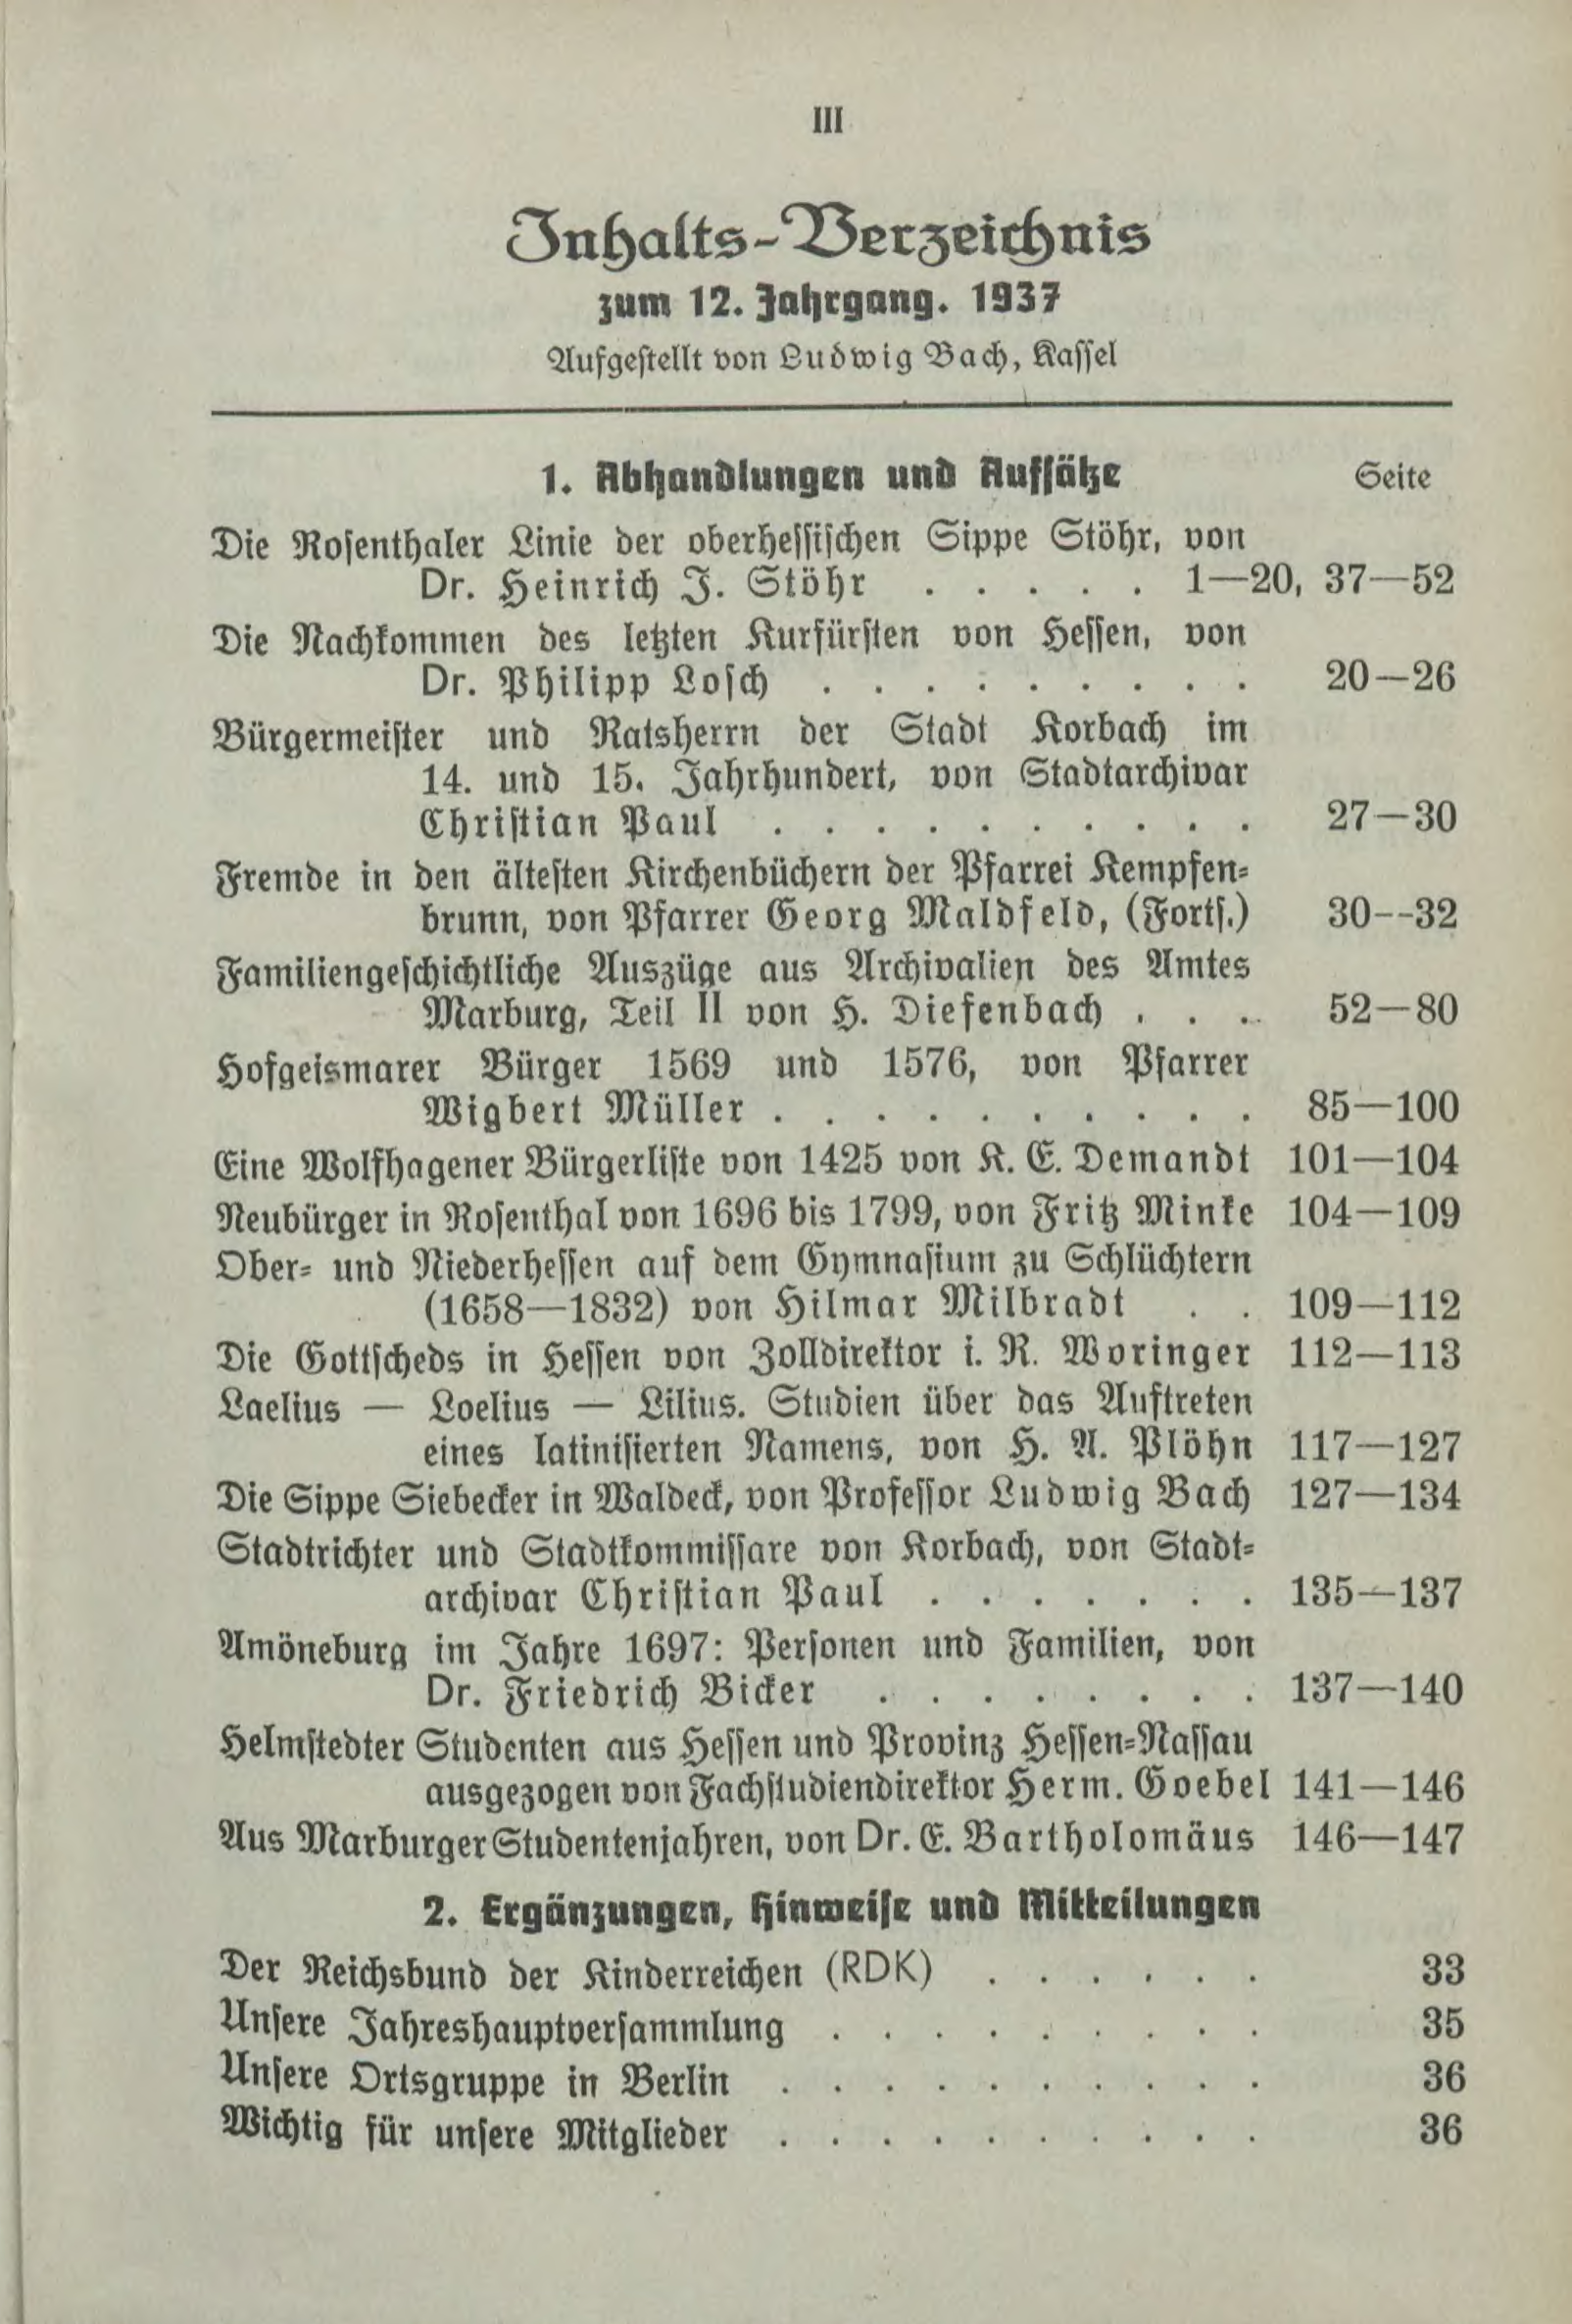 III
Inhalts-Verzeichnis
zum 12. Jahrgang. 1937
Aufgestellt von Ludwig Bach, Kassel
1. Abhandlungen und Aufsätze Seite
Die Rosenthaler Linie der oberhessischen Sippe Stöhr, von
Dr. Heinrich J. Stöhr . . . . . 1—20, 37—52
Die Nachkommen des letzten Kurfürsten von Hessen, von
Dr. Philipp Losch . . . . . . . . . 20—26
Bürgermeister und Ratsherrn der Stadt Korbach im
14. und 15. Jahrhundert, von Stadtarchivar
Christian Paul . . . . . . . . . . 27—30
Fremde in den ältesten Kirchenbüchern der Pfarrei Kempfen-
brunn, von Pfarrer Georg Maldfeld, (Forts.) 30--32
Familiengeschichtliche Auszüge aus Archivalien des Amtes
Marburg, Teil II von H. Diefenbach . . . 52—80
Hofgeismarer Bürger 1569 und 1576, von Pfarrer
Wigbert Müller . . . . . . . . . . 85—100
Eine Wolfhagener Bürgerliste von 1425 von K. E. Demandt 101—104
Neubürger in Rosenthal von 1696 bis 1799, von Fritz Minke 104—109
Ober- und Niederhessen auf dem Gymnasium zu Schlüchtern
(1658—1832) von Hilmar Milbradt . . 109—112
Die Gottscheds in Hessen von Zolldirektor i. R. Woringer 112—113
Laelius — Loelius — Lilius. Studien über das Auftreten
eines latinisierten Namens, von H. A. Plöhn 117—127
Die Sippe Siebecker in Waldeck, von Professor Ludwig Bach 127—134
Stadtrichter und Stadtkommissare von Korbach, von Stadt-
archivar Christian Paul . . . . . . . 135—137
Amöneburg im Jahre 1697: Personen und Familien, von
Dr. Friedrich Bicker . . . . . . . . 137—140
Helmstedter Studenten aus Hessen und Provinz Hessen-Nassau
ausgezogen von Fachstudiendirektor Herm. Goebel 141—146
Aus Marburger Studentenjahren, von Dr. E. Bartholomäus 146—147
2. Ergänzungen, Hinweise und Mitteilungen
Der Reichsbund der Kinderreichen (RDK) . . . . . . 33
Unsere Jahreshauptversammlung . . . . . . . . . 35
Unsere Ortsgruppe in Berlin . . . . . . . . . . 36
Wichtig für unsere Mitglieder . . . . . . . . . . 36